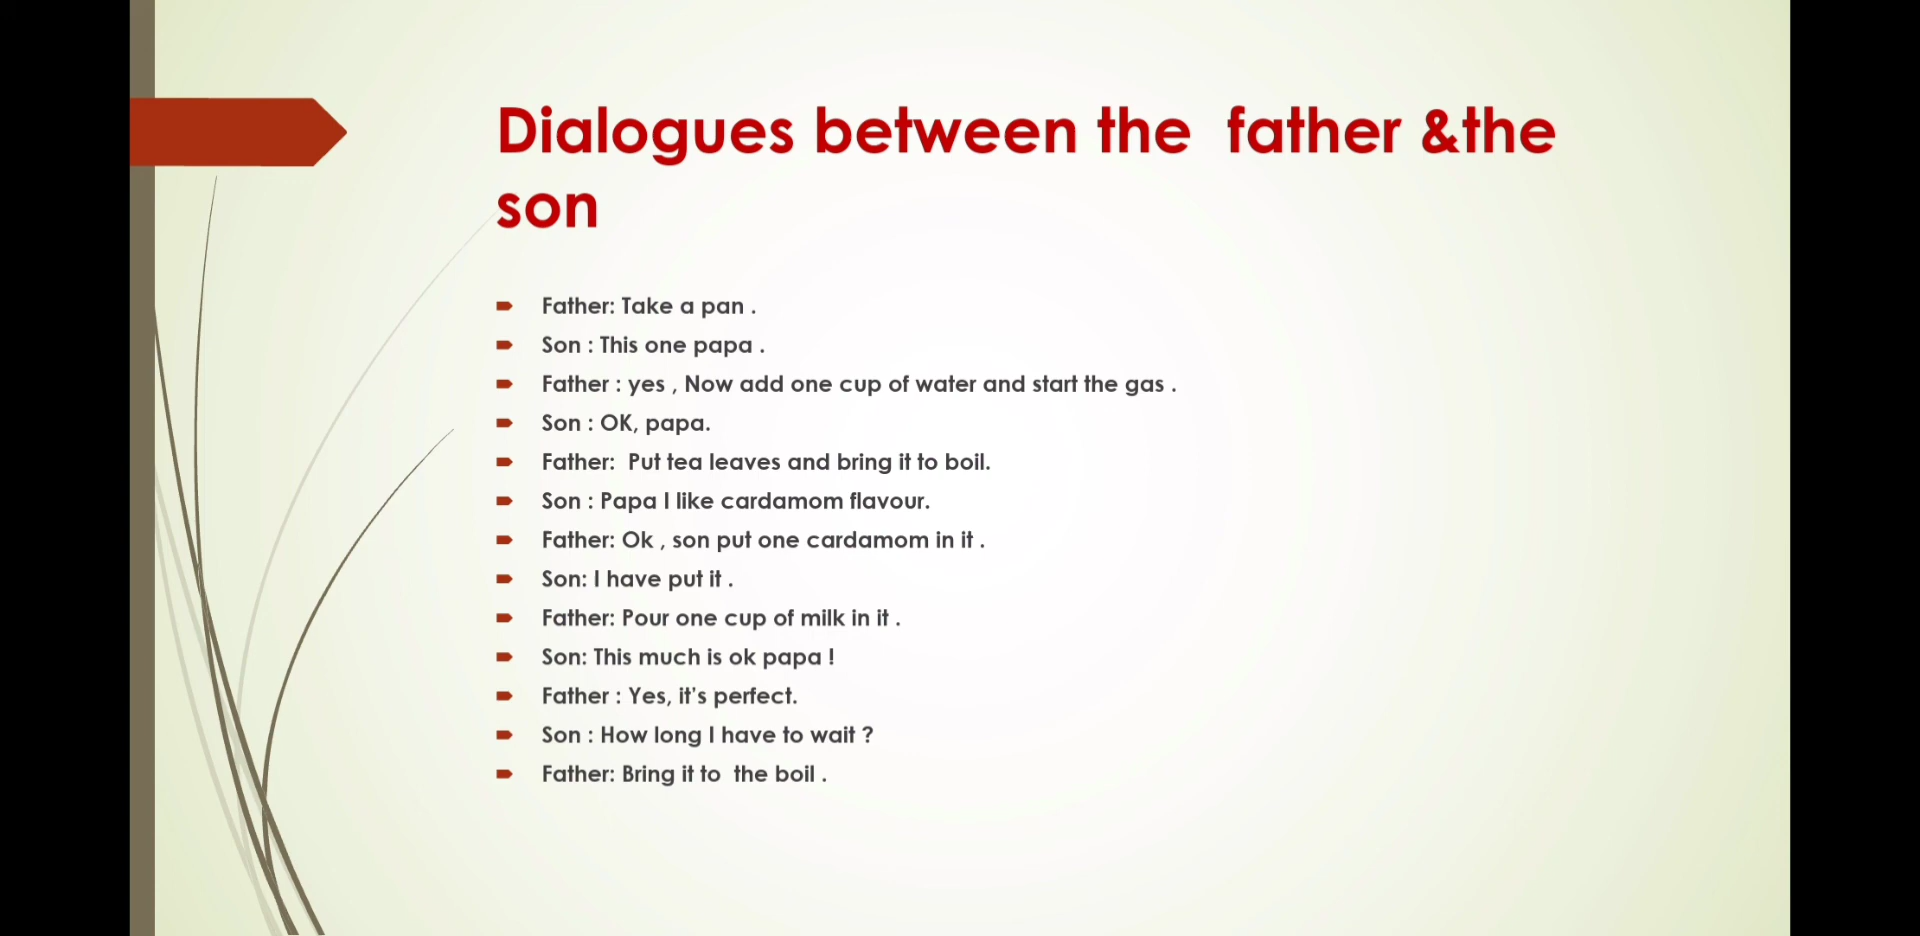 Dialogues between the  father &the
son
Father: Take a pan .
Son : This one papa .
Father : yes , Now add one cup of water and start the gas .
Son : OK, papa.
Father:  Put tea leaves and bring it to boil.
Son : Papa I like cardamom flavour.
Father: Ok , son put one cardamom in it .
Son: I have put it .
Father: Pour one cup of milk in it .
Son: This much is ok papa !
Father : Yes, it’s perfect.
Son : How long I have to wait ?
Father: Bring it to  the boil .